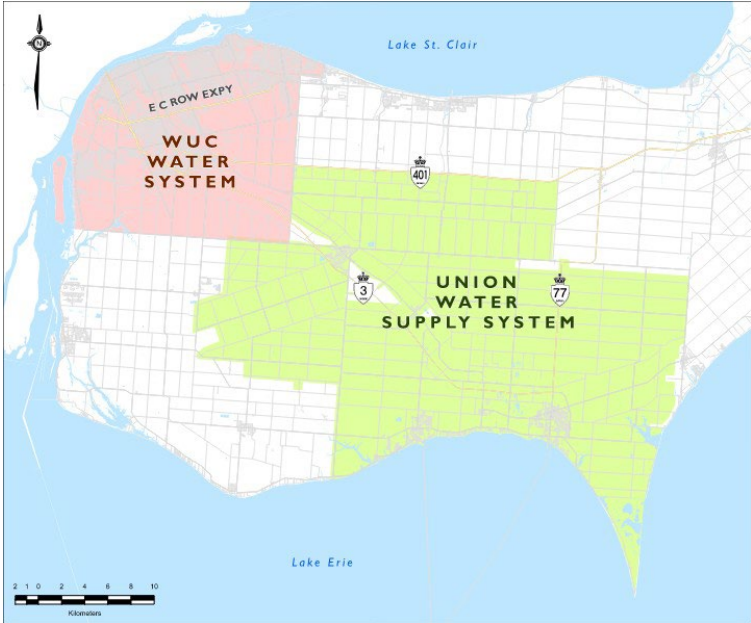 N
Lake St. Clair
E C ROW EXPY
WUC
WATER
SYSTEM
401
UNION
WATER
SUPPLY SYSTEM
3
77
Lake Erie
2 1 0 2 4 6 8 10
Kilometers